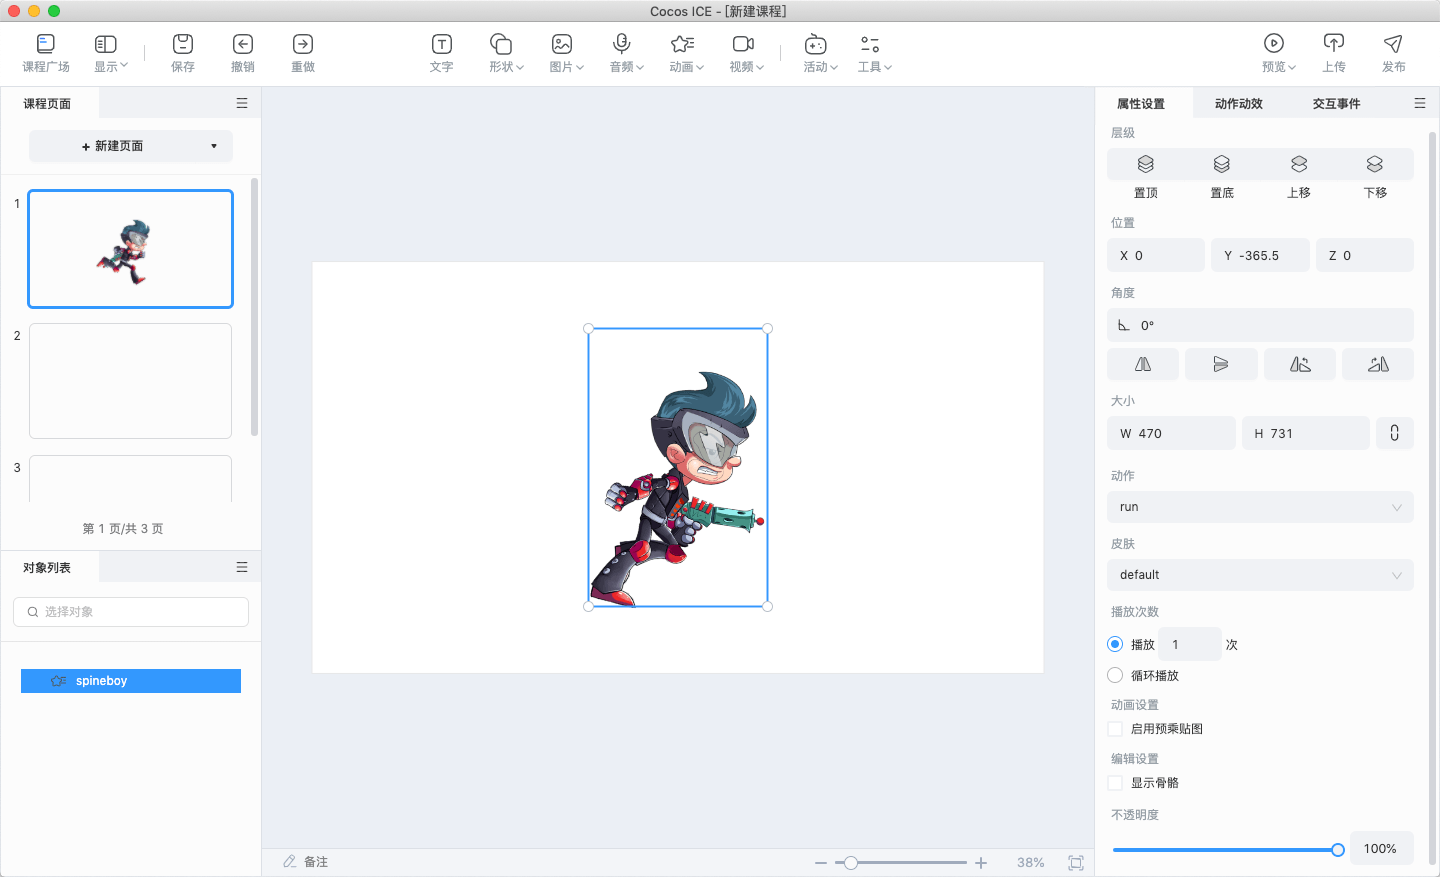 Cocos ICE - [新建课程]
课程广场 显示 保存 撤销 重做 文字 形状 图片 音频 动画 视频 活动 工具 预览 上传 发布
课程页面
+ 新建页面
1
2
3
第 1 页/共 3 页
对象列表
选择对象
spineboy
备注
38%
属性设置 动作动效 交互事件
层级
置顶 置底 上移 下移
位置
X 0 Y -365.5 Z 0
角度
0°
大小
W 470 H 731
动作
run
皮肤
default
播放次数
播放 1 次
循环播放
动画设置
启用预乘贴图
编辑设置
显示骨骼
不透明度
100%